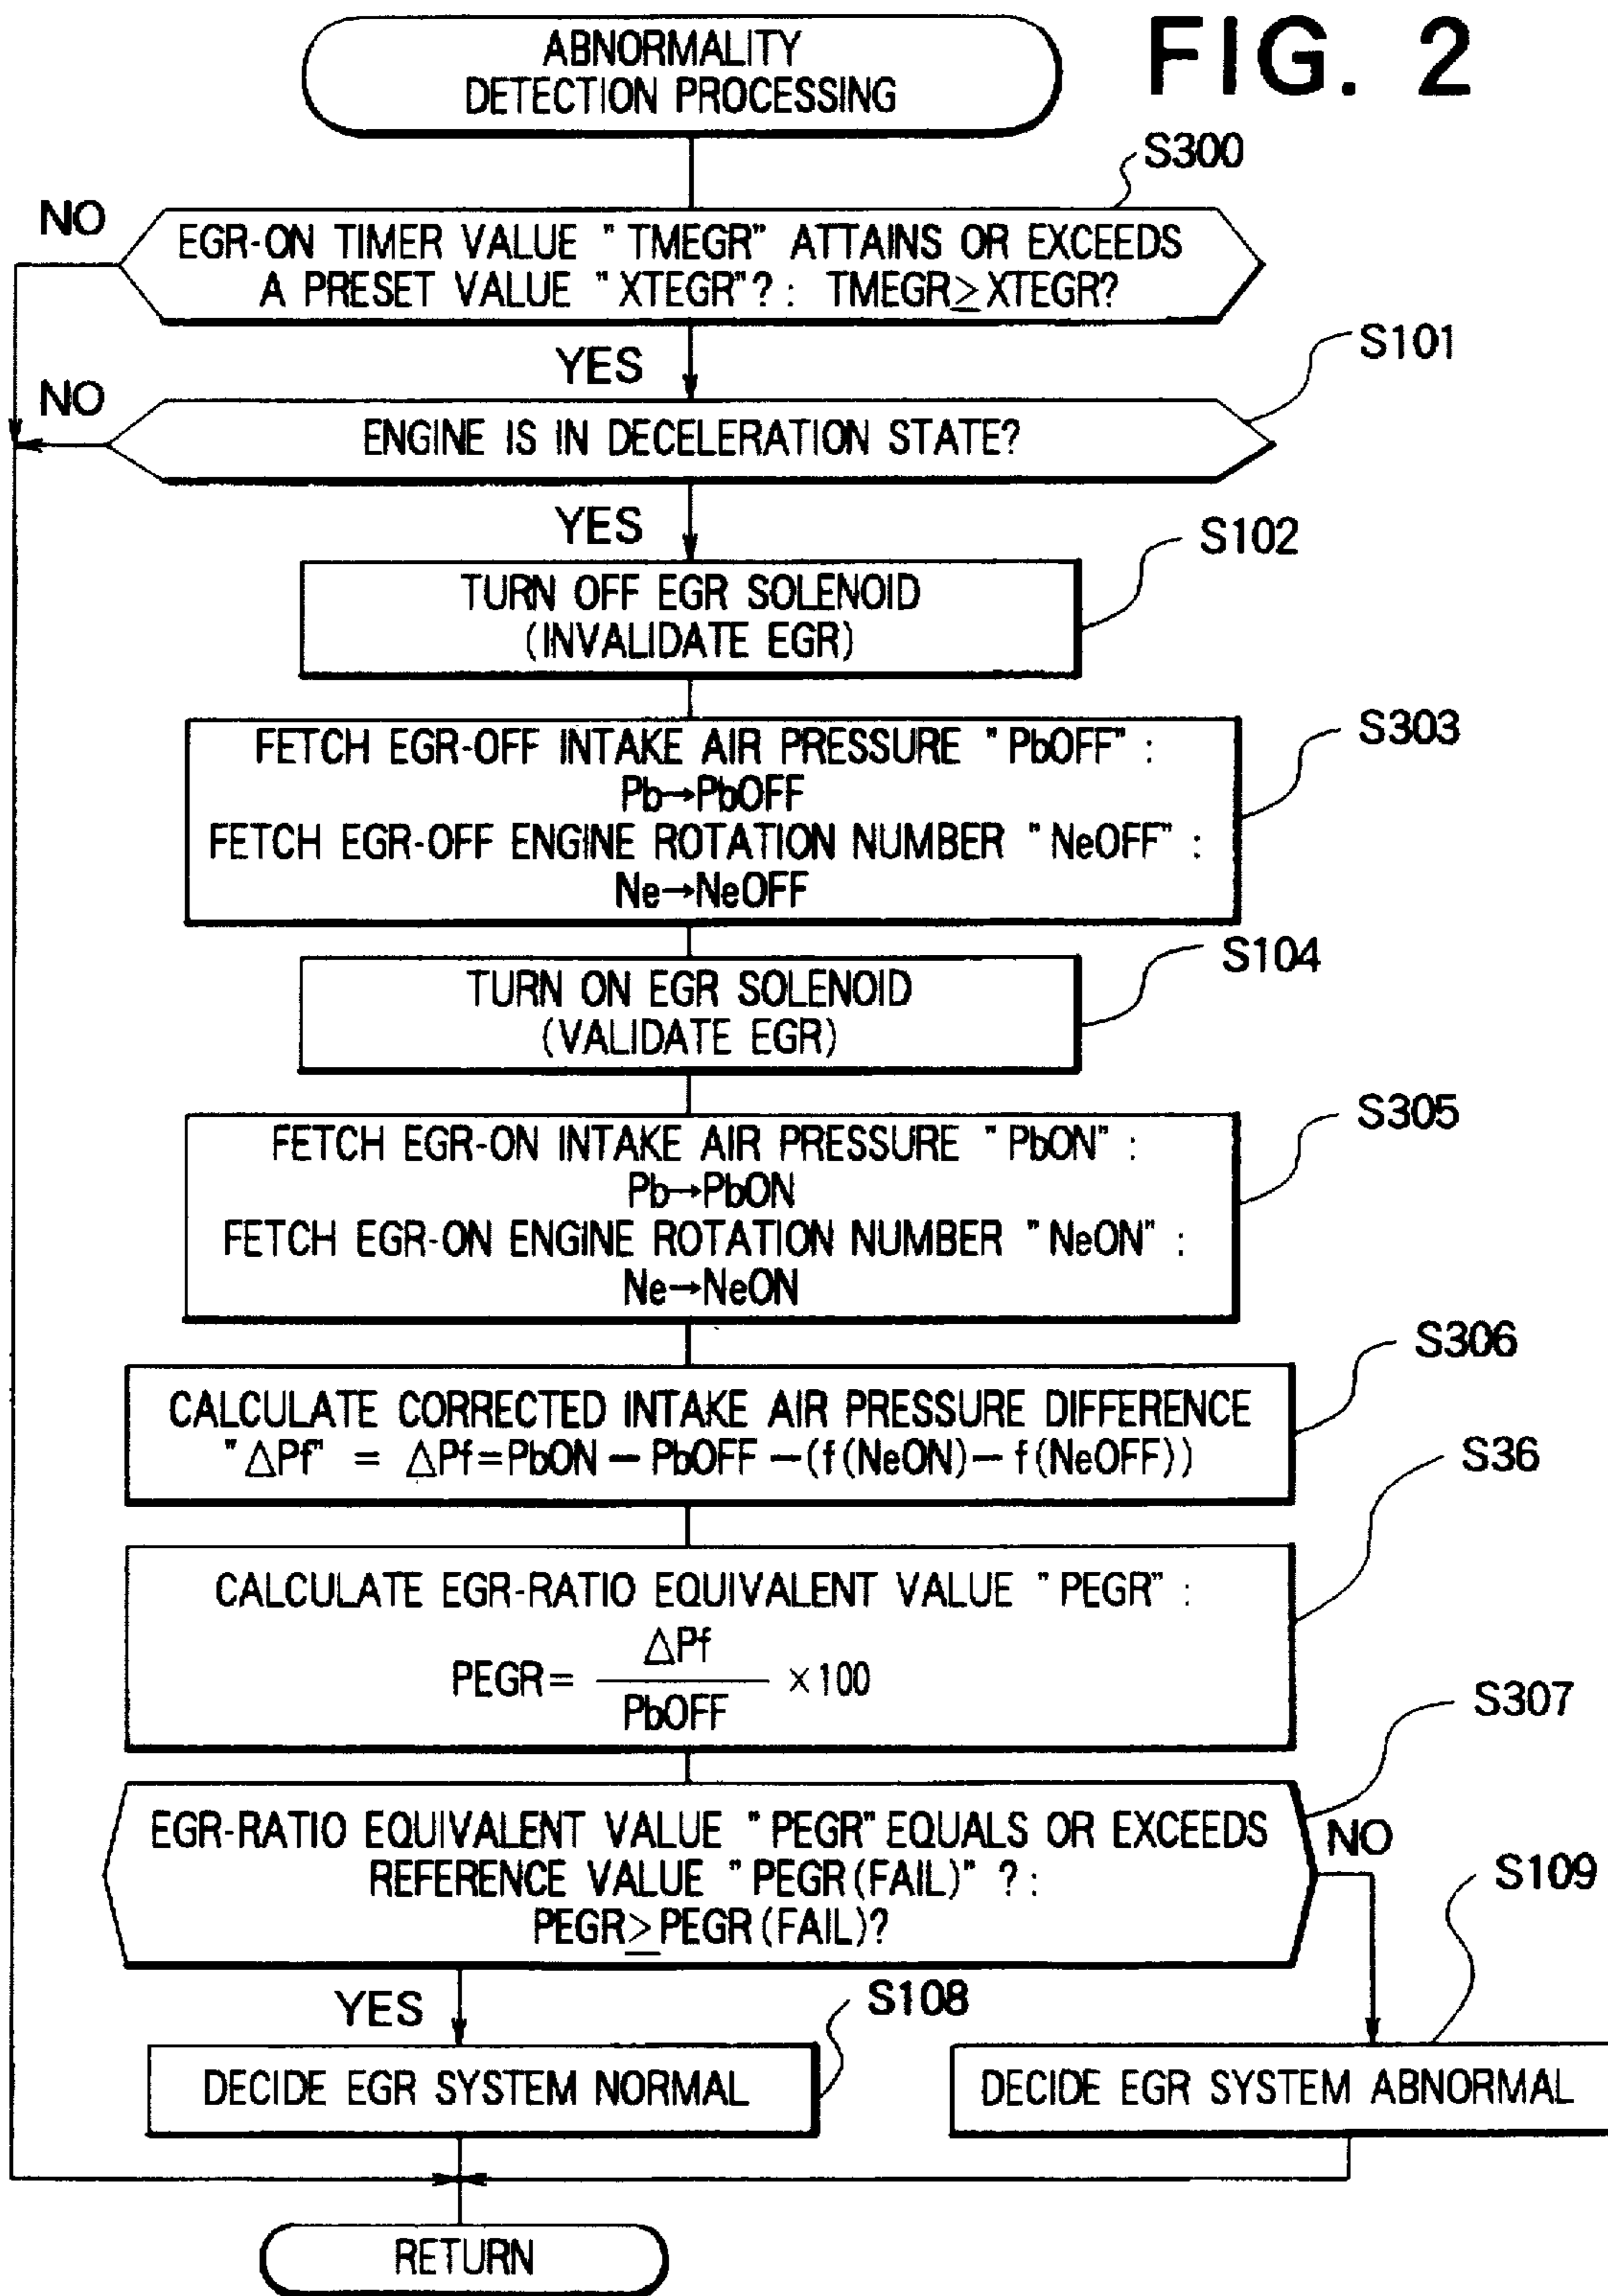 FIG. 2
ABNORMALITY
DETECTION PROCESSING
S300
NO
EGR-ON TIMER VALUE "TMEGR" ATTAINS OR EXCEEDS
A PRESET VALUE "XTEGR"?: TMEGR≥XTEGR?
YES
S101
NO
ENGINE IS IN DECELERATION STATE?
YES
S102
TURN OFF EGR SOLENOID
(INVALIDATE EGR)
S303
FETCH EGR-OFF INTAKE AIR PRESSURE "PbOFF" :
Pb→PbOFF
FETCH EGR-OFF ENGINE ROTATION NUMBER "NeOFF" :
Ne→NeOFF
S104
TURN ON EGR SOLENOID
(VALIDATE EGR)
S305
FETCH EGR-ON INTAKE AIR PRESSURE "PbON" :
Pb→PbON
FETCH EGR-ON ENGINE ROTATION NUMBER "NeON" :
Ne→NeON
S306
CALCULATE CORRECTED INTAKE AIR PRESSURE DIFFERENCE
"△Pf" = △Pf=PbON − PbOFF −(f(NeON)− f(NeOFF))
S36
CALCULATE EGR-RATIO EQUIVALENT VALUE "PEGR" :
PEGR= △Pf / PbOFF ×100
S307
EGR-RATIO EQUIVALENT VALUE "PEGR" EQUALS OR EXCEEDS
REFERENCE VALUE "PEGR(FAIL)" ?:
PEGR≥PEGR(FAIL)?
NO
S109
YES
S108
DECIDE EGR SYSTEM NORMAL
DECIDE EGR SYSTEM ABNORMAL
RETURN